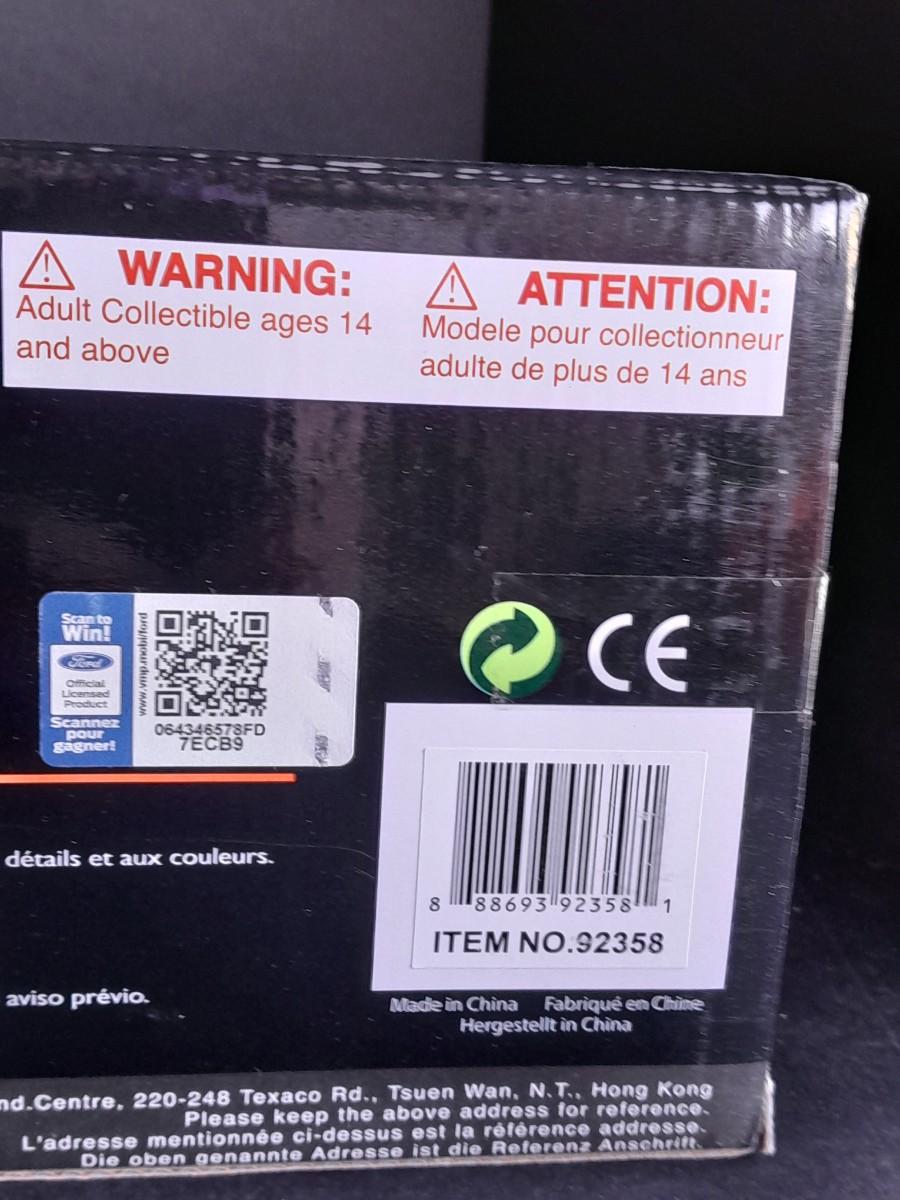 WARNING:
Adult Collectible ages 14
and above
ATTENTION:
Modele pour collectionneur
adulte de plus de 14 ans
Scan to
Win!
Ford
Official
Licensed
Product
Scannez
pour
gagner!
www.vmp.mobi/ford
064346578FD
7ECB9
CE
détails et aux couleurs.
8 88693 92358 1
ITEM NO.92358
aviso prévio.
Made in China Fabriqué en Chine
Hergestellt in China
nd.Centre, 220-248 Texaco Rd., Tsuen Wan, N.T., Hong Kong
Please keep the above address for reference.
L'adresse mentionnée ci-dessus est la référence addresse.
Die oben genannte Adresse ist die Referenz Anschrift.